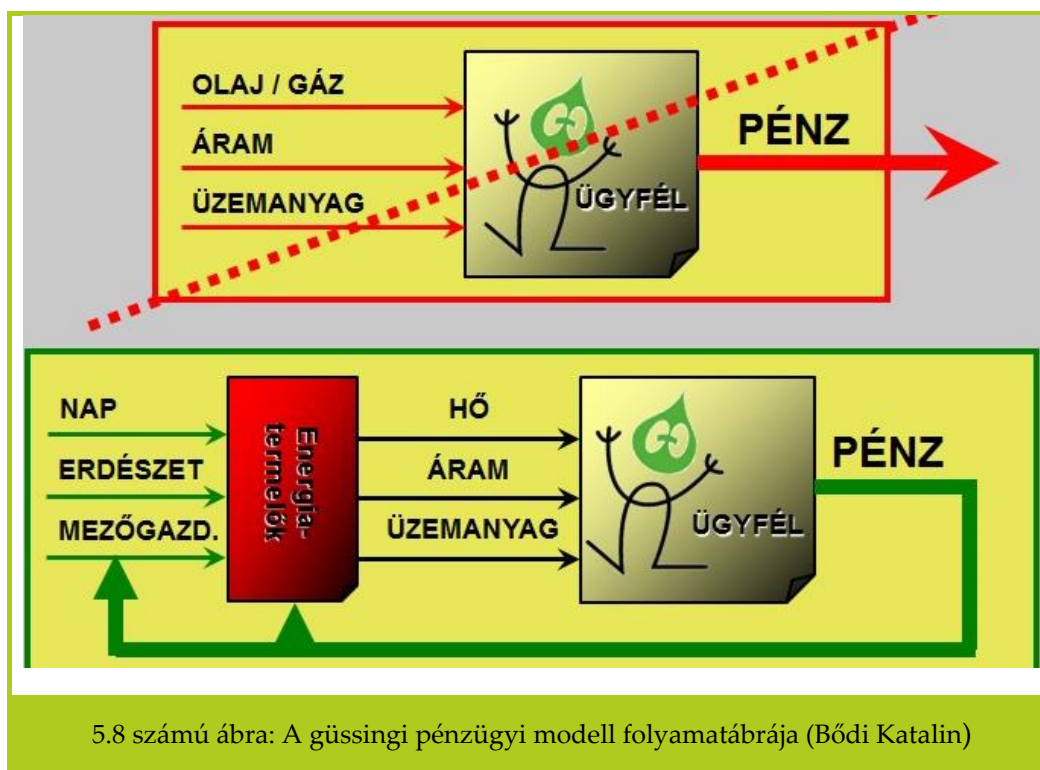 OLAJ / GÁZ
ÁRAM
ÜZEMANYAG
ÜGYFÉL
PÉNZ
NAP
ERDÉSZET
MEZŐGAZD.
Energia-
termelők
HŐ
ÁRAM
ÜZEMANYAG
ÜGYFÉL
PÉNZ
5.8 számú ábra: A güssingi pénzügyi modell folyamatábrája (Bődi Katalin)